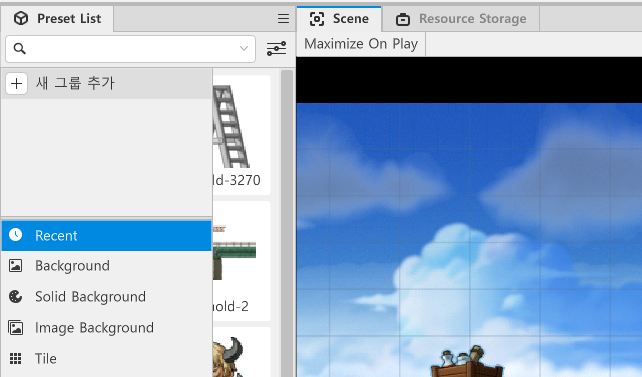 Preset List
Scene
Resource Storage
Maximize On Play
새 그룹 추가
ld-3270
Recent
Background
hold-2
Solid Background
Image Background
Tile